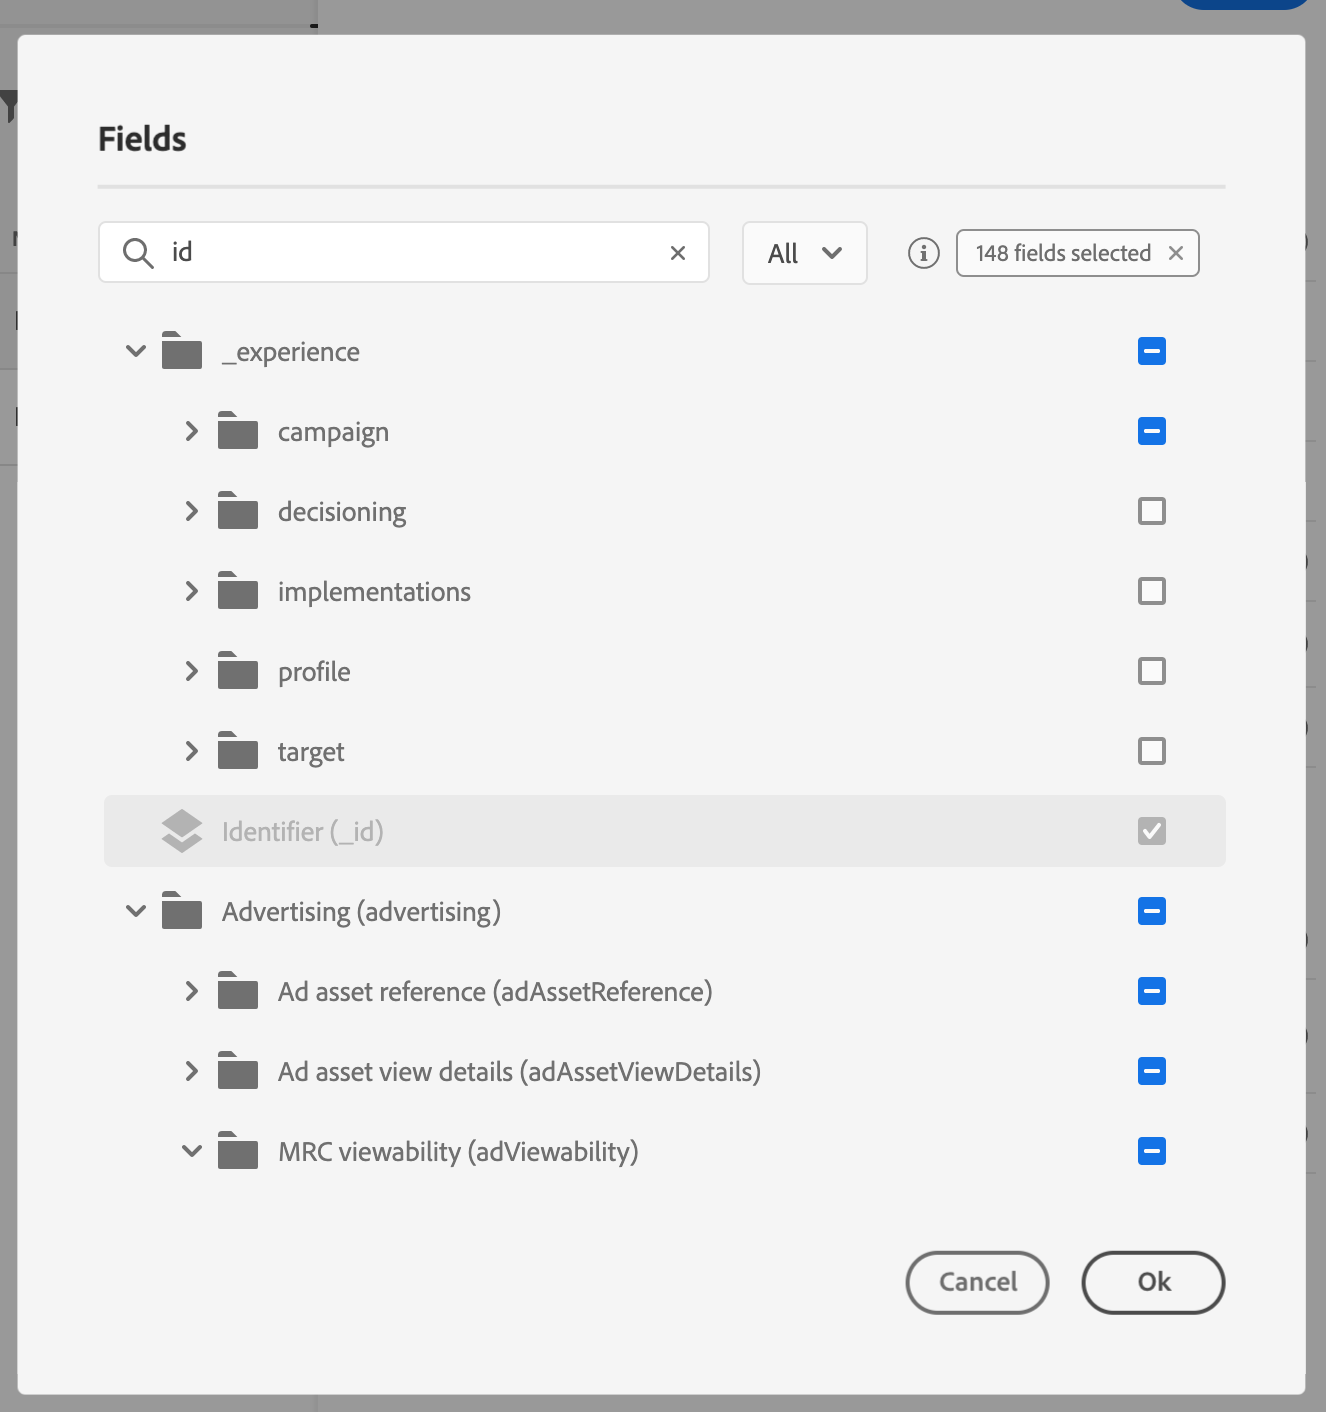 Fields
id
All
148 fields selected
_experience
campaign
decisioning
implementations
profile
target
Identifier (_id)
Advertising (advertising)
Ad asset reference (adAssetReference)
Ad asset view details (adAssetViewDetails)
MRC viewability (adViewability)
Cancel
Ok